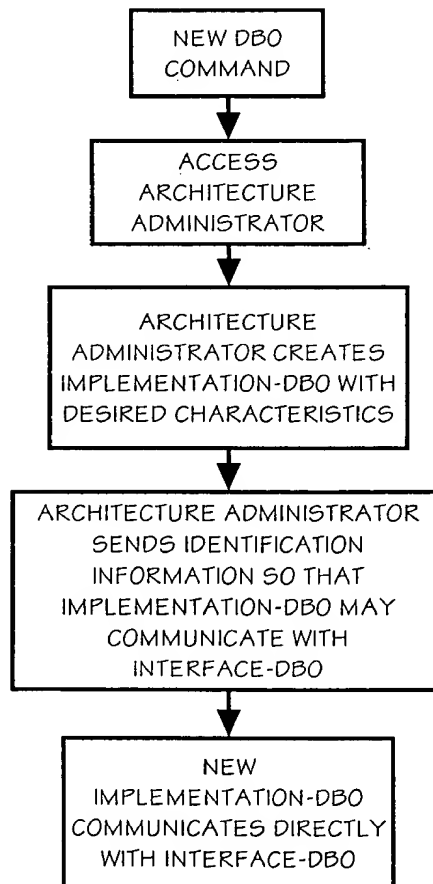 NEW DBO
COMMAND
ACCESS
ARCHITECTURE
ADMINISTRATOR
ARCHITECTURE
ADMINISTRATOR CREATES
IMPLEMENTATION-DBO WITH
DESIRED CHARACTERISTICS
ARCHITECTURE ADMINISTRATOR
SENDS IDENTIFICATION
INFORMATION SO THAT
IMPLEMENTATION-DBO MAY
COMMUNICATE WITH
INTERFACE-DBO
NEW
IMPLEMENTATION-DBO
COMMUNICATES DIRECTLY
WITH INTERFACE-DBO